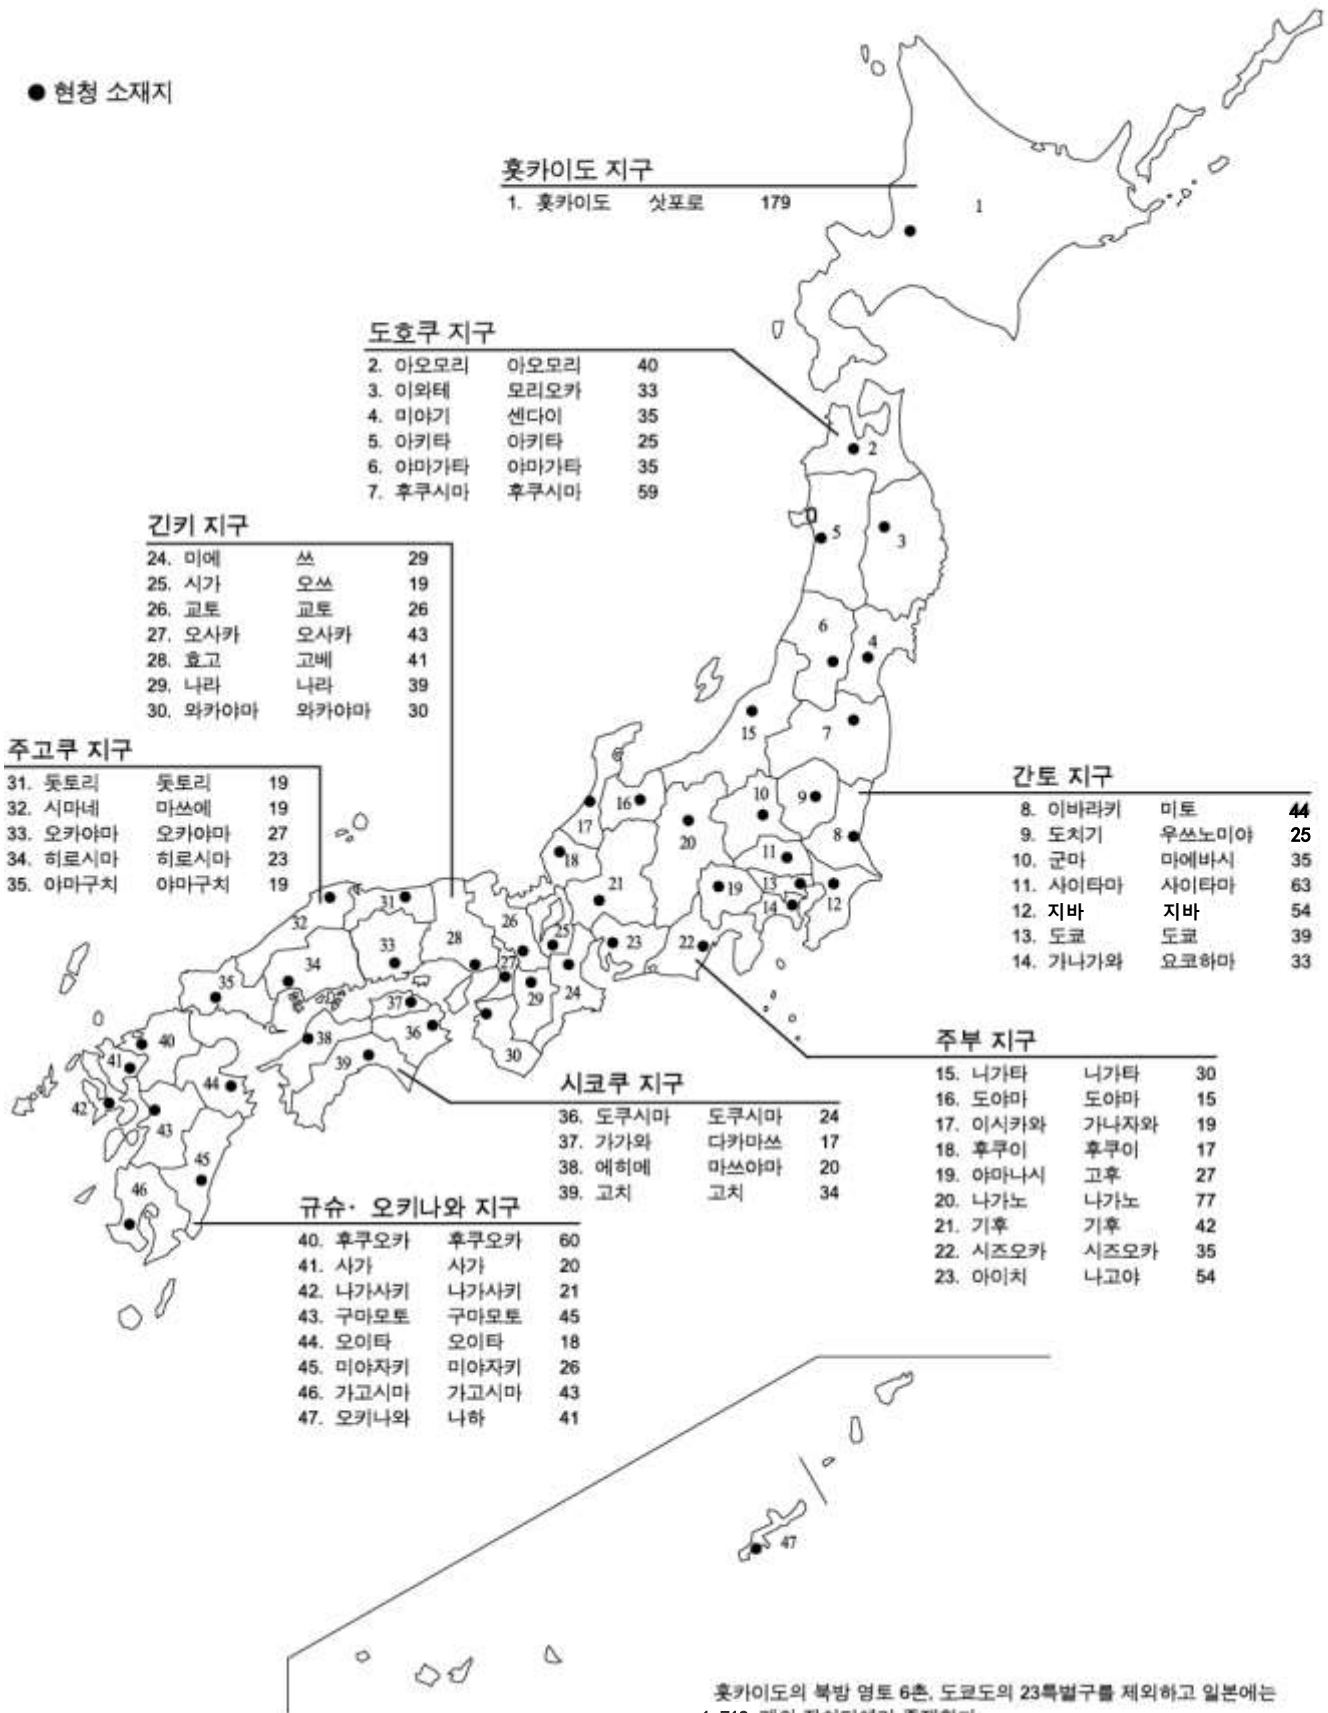 ● 현청 소재지
홋카이도 지구
1. 홋카이도 삿포로 179
1
도호쿠 지구
2. 아오모리 아오모리 40
3. 이와테 모리오카 33
4. 미야기 센다이 35
5. 아키타 아키타 25
6. 야마가타 야마가타 35
7. 후쿠시마 후쿠시마 59
2
5
3
6
4
15
7
긴키 지구
24. 미에 쓰 29
25. 시가 오쓰 19
26. 교토 교토 26
27. 오사카 오사카 43
28. 효고 고베 41
29. 나라 나라 39
30. 와카야마 와카야마 30
주고쿠 지구
31. 돗토리 돗토리 19
32. 시마네 마쓰에 19
33. 오카야마 오카야마 27
34. 히로시마 히로시마 23
35. 야마구치 야마구치 19
간토 지구
8. 이바라키 미토 44
9. 도치기 우쓰노미야 25
10. 군마 마에바시 35
11. 사이타마 사이타마 63
12. 지바 지바 54
13. 도쿄 도쿄 39
14. 가나가와 요코하마 33
10
9
16
17
20
8
18
11
21
19
13
14
12
31
32
26
25
33
28
23
22
34
27
35
29
24
37
38
36
40
30
39
41
44
42
43
45
46
주부 지구
15. 니가타 니가타 30
16. 도야마 도야마 15
17. 이시카와 가나자와 19
18. 후쿠이 후쿠이 17
19. 야마나시 고후 27
20. 나가노 나가노 77
21. 기후 기후 42
22. 시즈오카 시즈오카 35
23. 아이치 나고야 54
시코쿠 지구
36. 도쿠시마 도쿠시마 24
37. 가가와 다카마쓰 17
38. 에히메 마쓰야마 20
39. 고치 고치 34
규슈· 오키나와 지구
40. 후쿠오카 후쿠오카 60
41. 사가 사가 20
42. 나가사키 나가사키 21
43. 구마모토 구마모토 45
44. 오이타 오이타 18
45. 미야자키 미야자키 26
46. 가고시마 가고시마 43
47. 오키나와 나하 41
47
홋카이도의 북방 영토 6촌, 도쿄도의 23특별구를 제외하고 일본에는